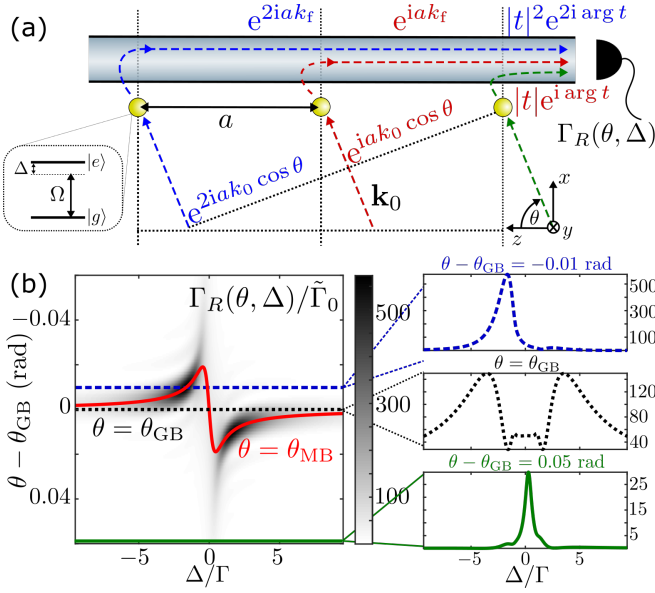 (a)
e^{2iak_f}
e^{iak_f}
|t|^2 e^{2i arg t}
|t|e^{i arg t}
a
Γ_R(θ, Δ)
e^{2iak_0 cos θ}
e^{iak_0 cos θ}
k_0
Δ
|e⟩
Ω
|g⟩
x
θ
z
y
(b)
Γ_R(θ, Δ)/Γ̃_0
θ − θ_GB (rad)
−0.04
0
0.04
θ = θ_GB
θ = θ_MB
−5
0
5
Δ/Γ
500
300
100
θ − θ_GB = −0.01 rad
500
300
100
θ = θ_GB
120
80
40
θ − θ_GB = 0.05 rad
25
15
5
−5
0
5
Δ/Γ